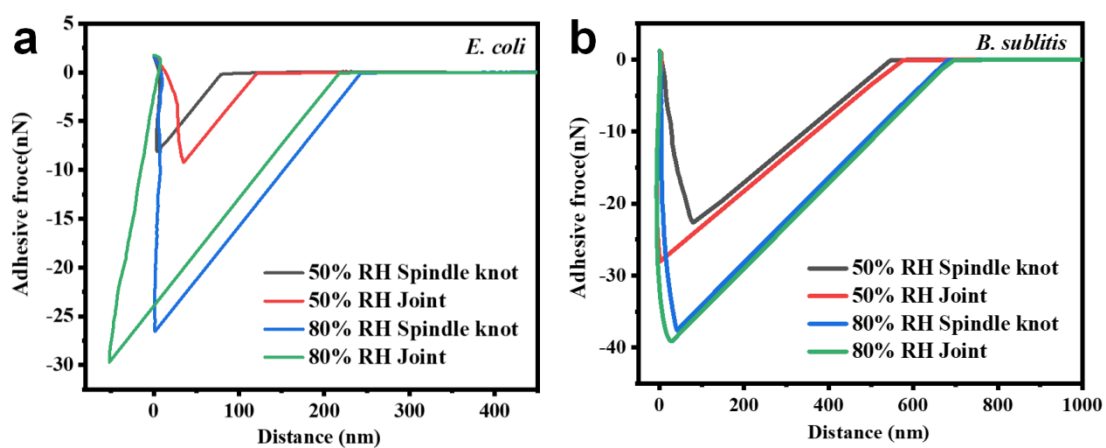 a
E. coli
5
0
-5
-10
-15
-20
-25
-30
Adhesive froce(nN)
50% RH Spindle knot
50% RH Joint
80% RH Spindle knot
80% RH Joint
0
100
200
300
400
Distance (nm)
b
B. sublitis
0
-10
-20
-30
-40
Adhesive froce(nN)
50% RH Spindle knot
50% RH Joint
80% RH Spindle knot
80% RH Joint
0
200
400
600
800
1000
Distance (nm)